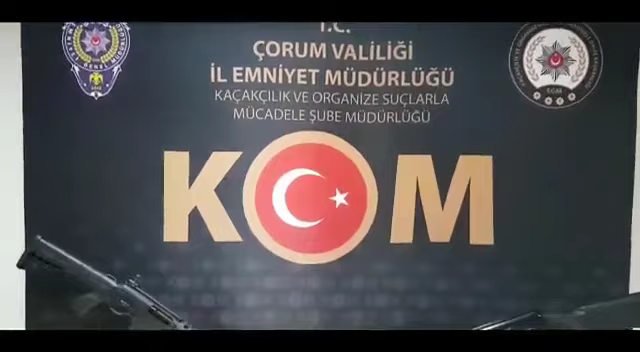 T.C.
ÇORUM VALİLİĞİ
İL EMNİYET MÜDÜRLÜĞÜ
KAÇAKÇILIK VE ORGANİZE SUÇLARLA
MÜCADELE ŞUBE MÜDÜRLÜĞÜ
KOM